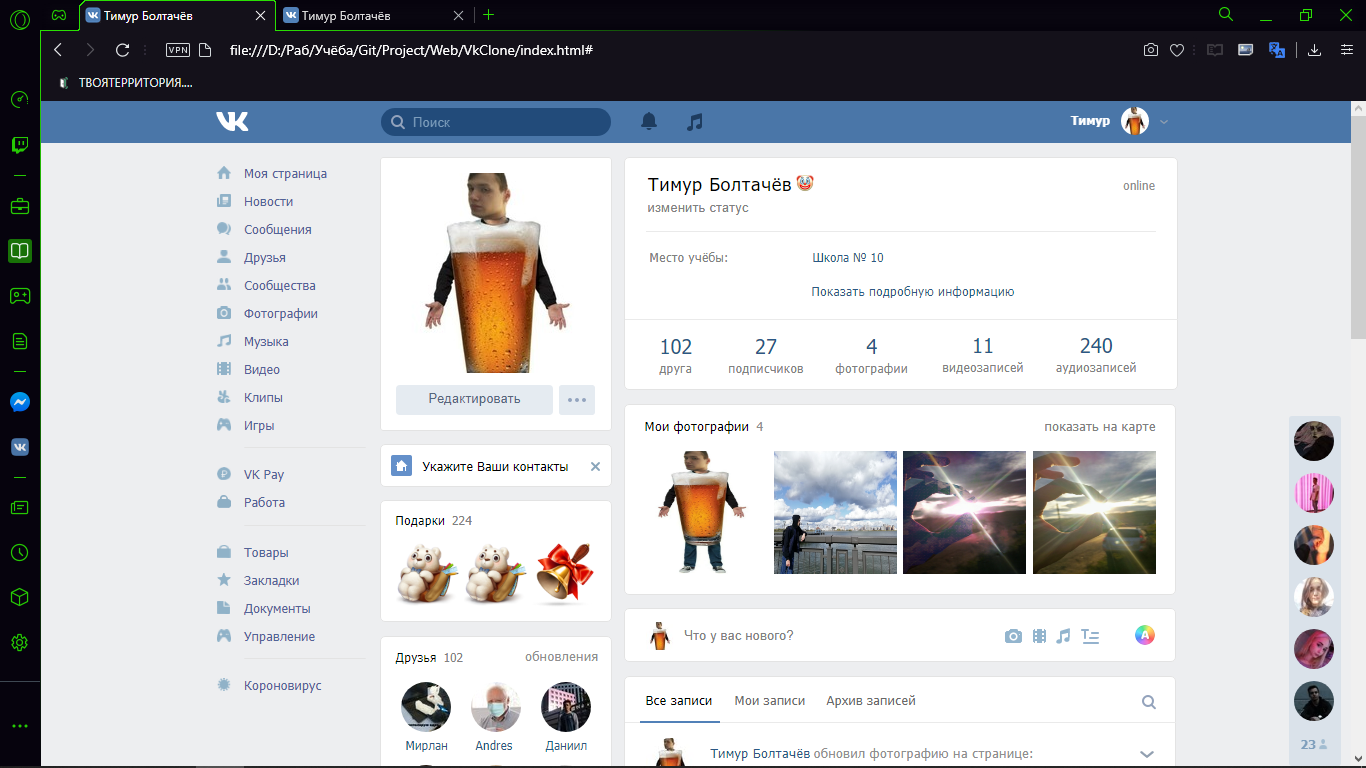 Тимур Болтачёв
Тимур Болтачёв
VPN
file:///D:/Раб/Учёба/Git/Project/Web/VkClone/index.html#
ТВОЯТЕРРИТОРИЯ....
Поиск
Тимур
Моя страница
Новости
Сообщения
Друзья
Сообщества
Фотографии
Музыка
Видео
Клипы
Игры
VK Pay
Работа
Товары
Закладки
Документы
Управление
Короновирус
Редактировать
Укажите Ваши контакты
Подарки 224
Друзья 102 обновления
Мирлан Andres Даниил
Тимур Болтачёв online
изменить статус
Место учёбы: Школа № 10
Показать подробную информацию
102 27 4 11 240
друга подписчиков фотографии видеозаписей аудиозаписей
Мои фотографии 4 показать на карте
Что у вас нового?
Все записи Мои записи Архив записей
Тимур Болтачёв обновил фотографию на странице:
23